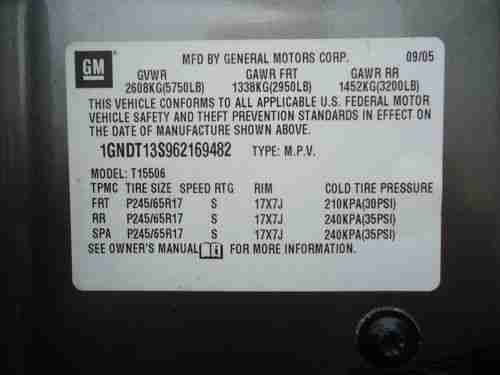 GM
MFD BY GENERAL MOTORS CORP. 09/05
GVWR GAWR FRT GAWR RR
2608KG(5750LB) 1338KG(2950LB) 1452KG(3200LB)
THIS VEHICLE CONFORMS TO ALL APPLICABLE U.S. FEDERAL MOTOR
VEHICLE SAFETY AND THEFT PREVENTION STANDARDS IN EFFECT ON
THE DATE OF MANUFACTURE SHOWN ABOVE.
1GNDT13S962169482 TYPE: M.P.V.
MODEL: T15506
TPMC TIRE SIZE SPEED RTG RIM COLD TIRE PRESSURE
FRT P245/65R17 S 17X7J 210KPA(30PSI)
RR P245/65R17 S 17X7J 240KPA(35PSI)
SPA P245/65R17 S 17X7J 240KPA(35PSI)
SEE OWNER'S MANUAL FOR MORE INFORMATION.